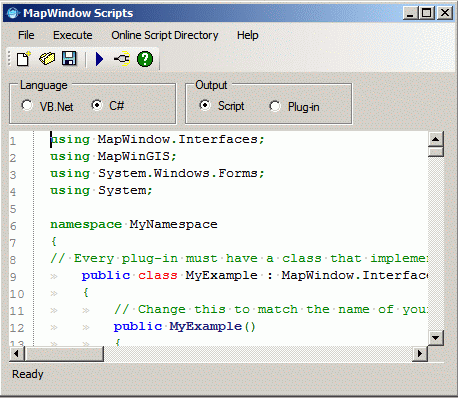 MapWindow Scripts
File Execute Online Script Directory Help
Language Output
VB.Net C# Script Plug-in
1 using MapWindow.Interfaces;
2 using MapWinGIS;
3 using System.Windows.Forms;
4 using System;
5
6 namespace MyNamespace
7 {
8 // Every plug-in must have a class that implemen
9 public class MyExample : MapWindow.Interface
10 {
11 // Change this to match the name of your
12 public MyExample()
13 {
Ready